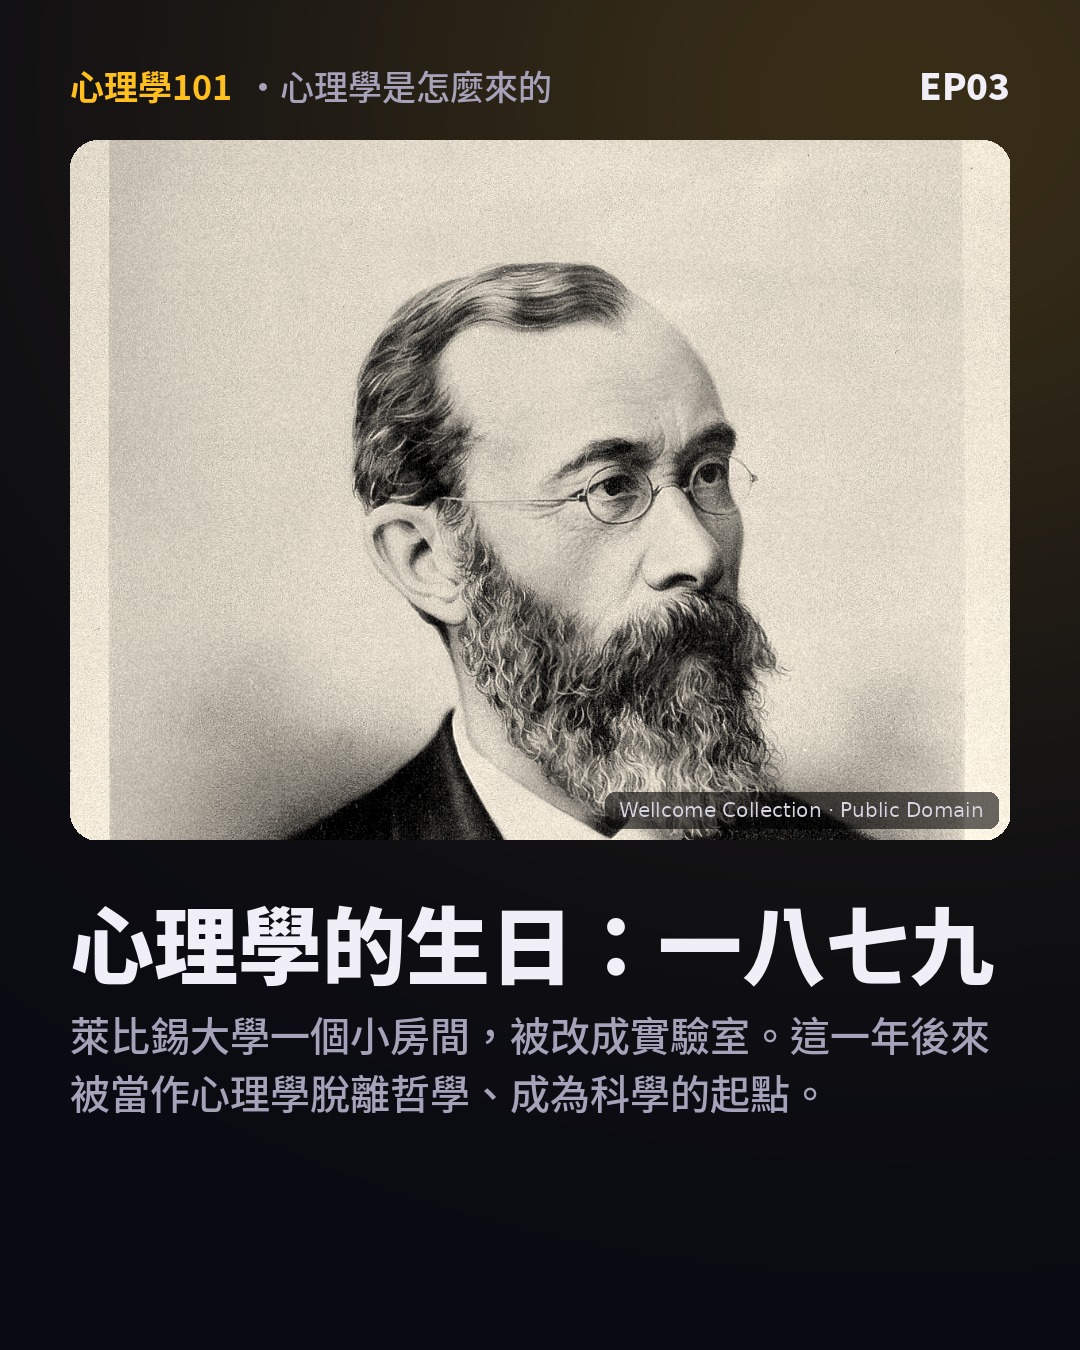 心理學101 ・心理學是怎麼來的
EP03
Wellcome Collection · Public Domain
心理學的生日：一八七九
萊比錫大學一個小房間，被改成實驗室。這一年後來
被當作心理學脫離哲學、成為科學的起點。